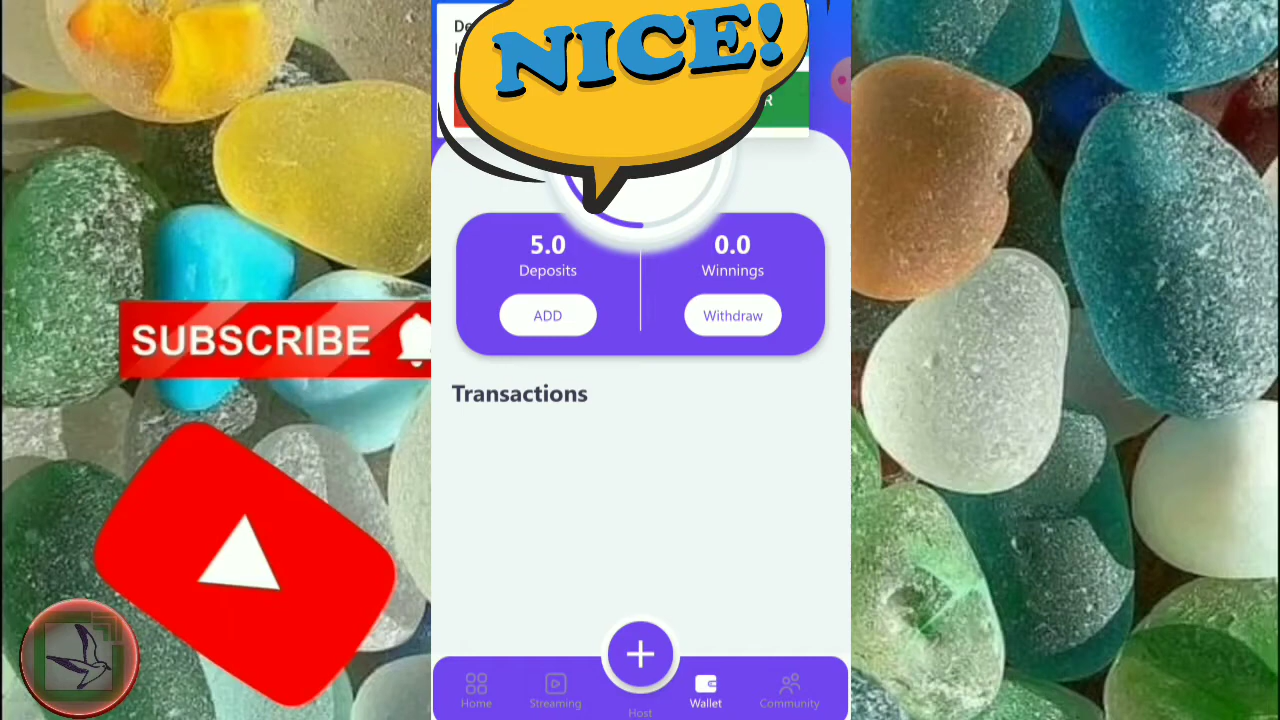 NICE!
5.0
Deposits
ADD
0.0
Winnings
Withdraw
SUBSCRIBE
Transactions
Home
Streaming
Host
Wallet
Community